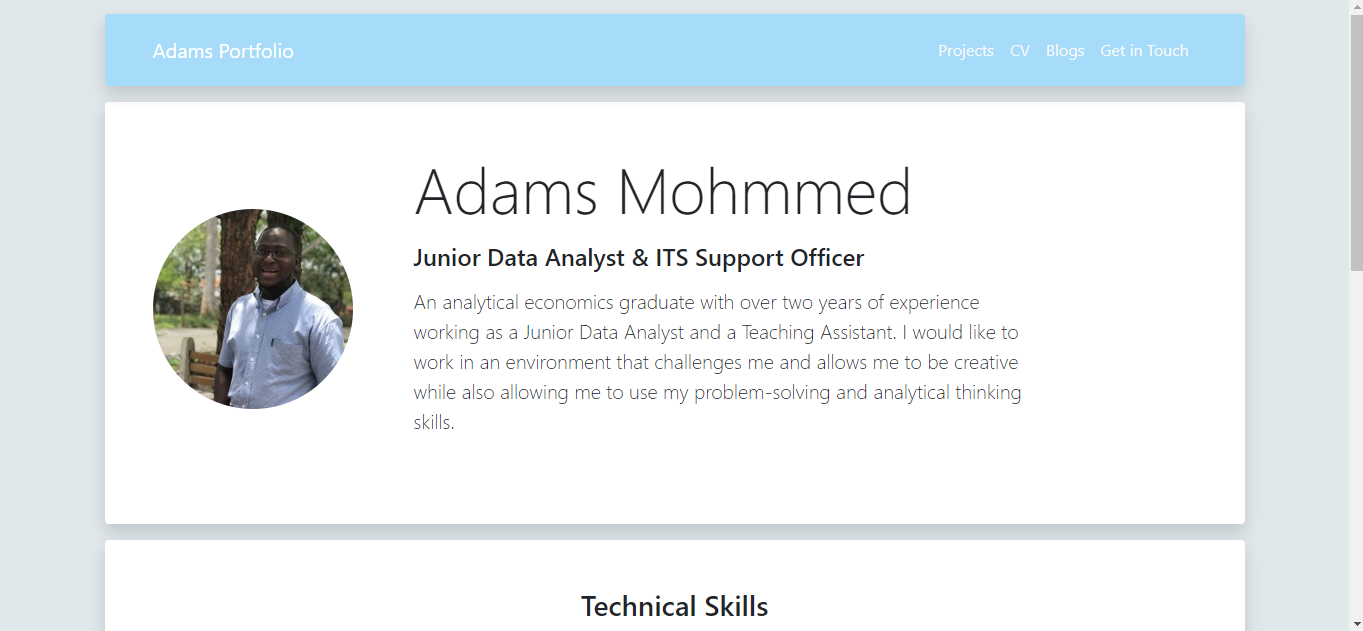 Adams Portfolio
Projects CV Blogs Get in Touch
Adams Mohmmed
Junior Data Analyst & ITS Support Officer
An analytical economics graduate with over two years of experience
working as a Junior Data Analyst and a Teaching Assistant. I would like to
work in an environment that challenges me and allows me to be creative
while also allowing me to use my problem-solving and analytical thinking
skills.
Technical Skills